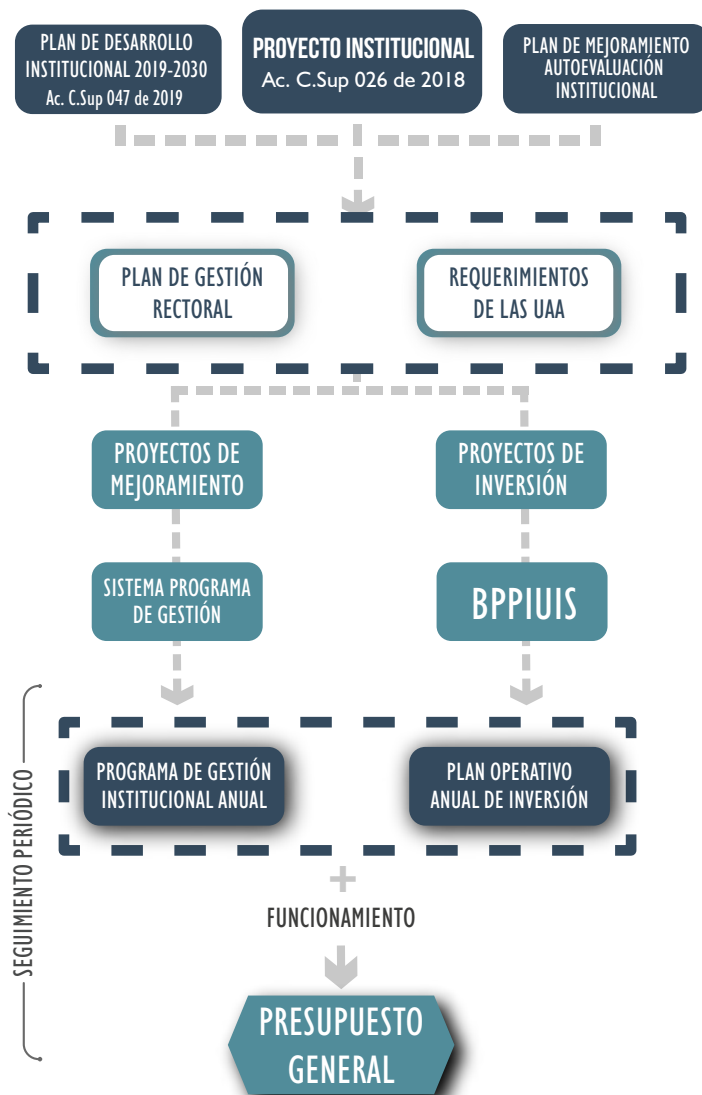 PLAN DE DESARROLLO
INSTITUCIONAL 2019-2030
Ac. C.Sup 047 de 2019
PROYECTO INSTITUCIONAL
Ac. C.Sup 026 de 2018
PLAN DE MEJORAMIENTO
AUTOEVALUACIÓN
INSTITUCIONAL
PLAN DE GESTIÓN
RECTORAL
REQUERIMIENTOS
DE LAS UAA
PROYECTOS DE
MEJORAMIENTO
PROYECTOS DE
INVERSIÓN
SISTEMA PROGRAMA
DE GESTIÓN
BPPIUIS
SEGUIMIENTO PERIÓDICO
PROGRAMA DE GESTIÓN
INSTITUCIONAL ANUAL
PLAN OPERATIVO
ANUAL DE INVERSIÓN
+
FUNCIONAMIENTO
PRESUPUESTO
GENERAL